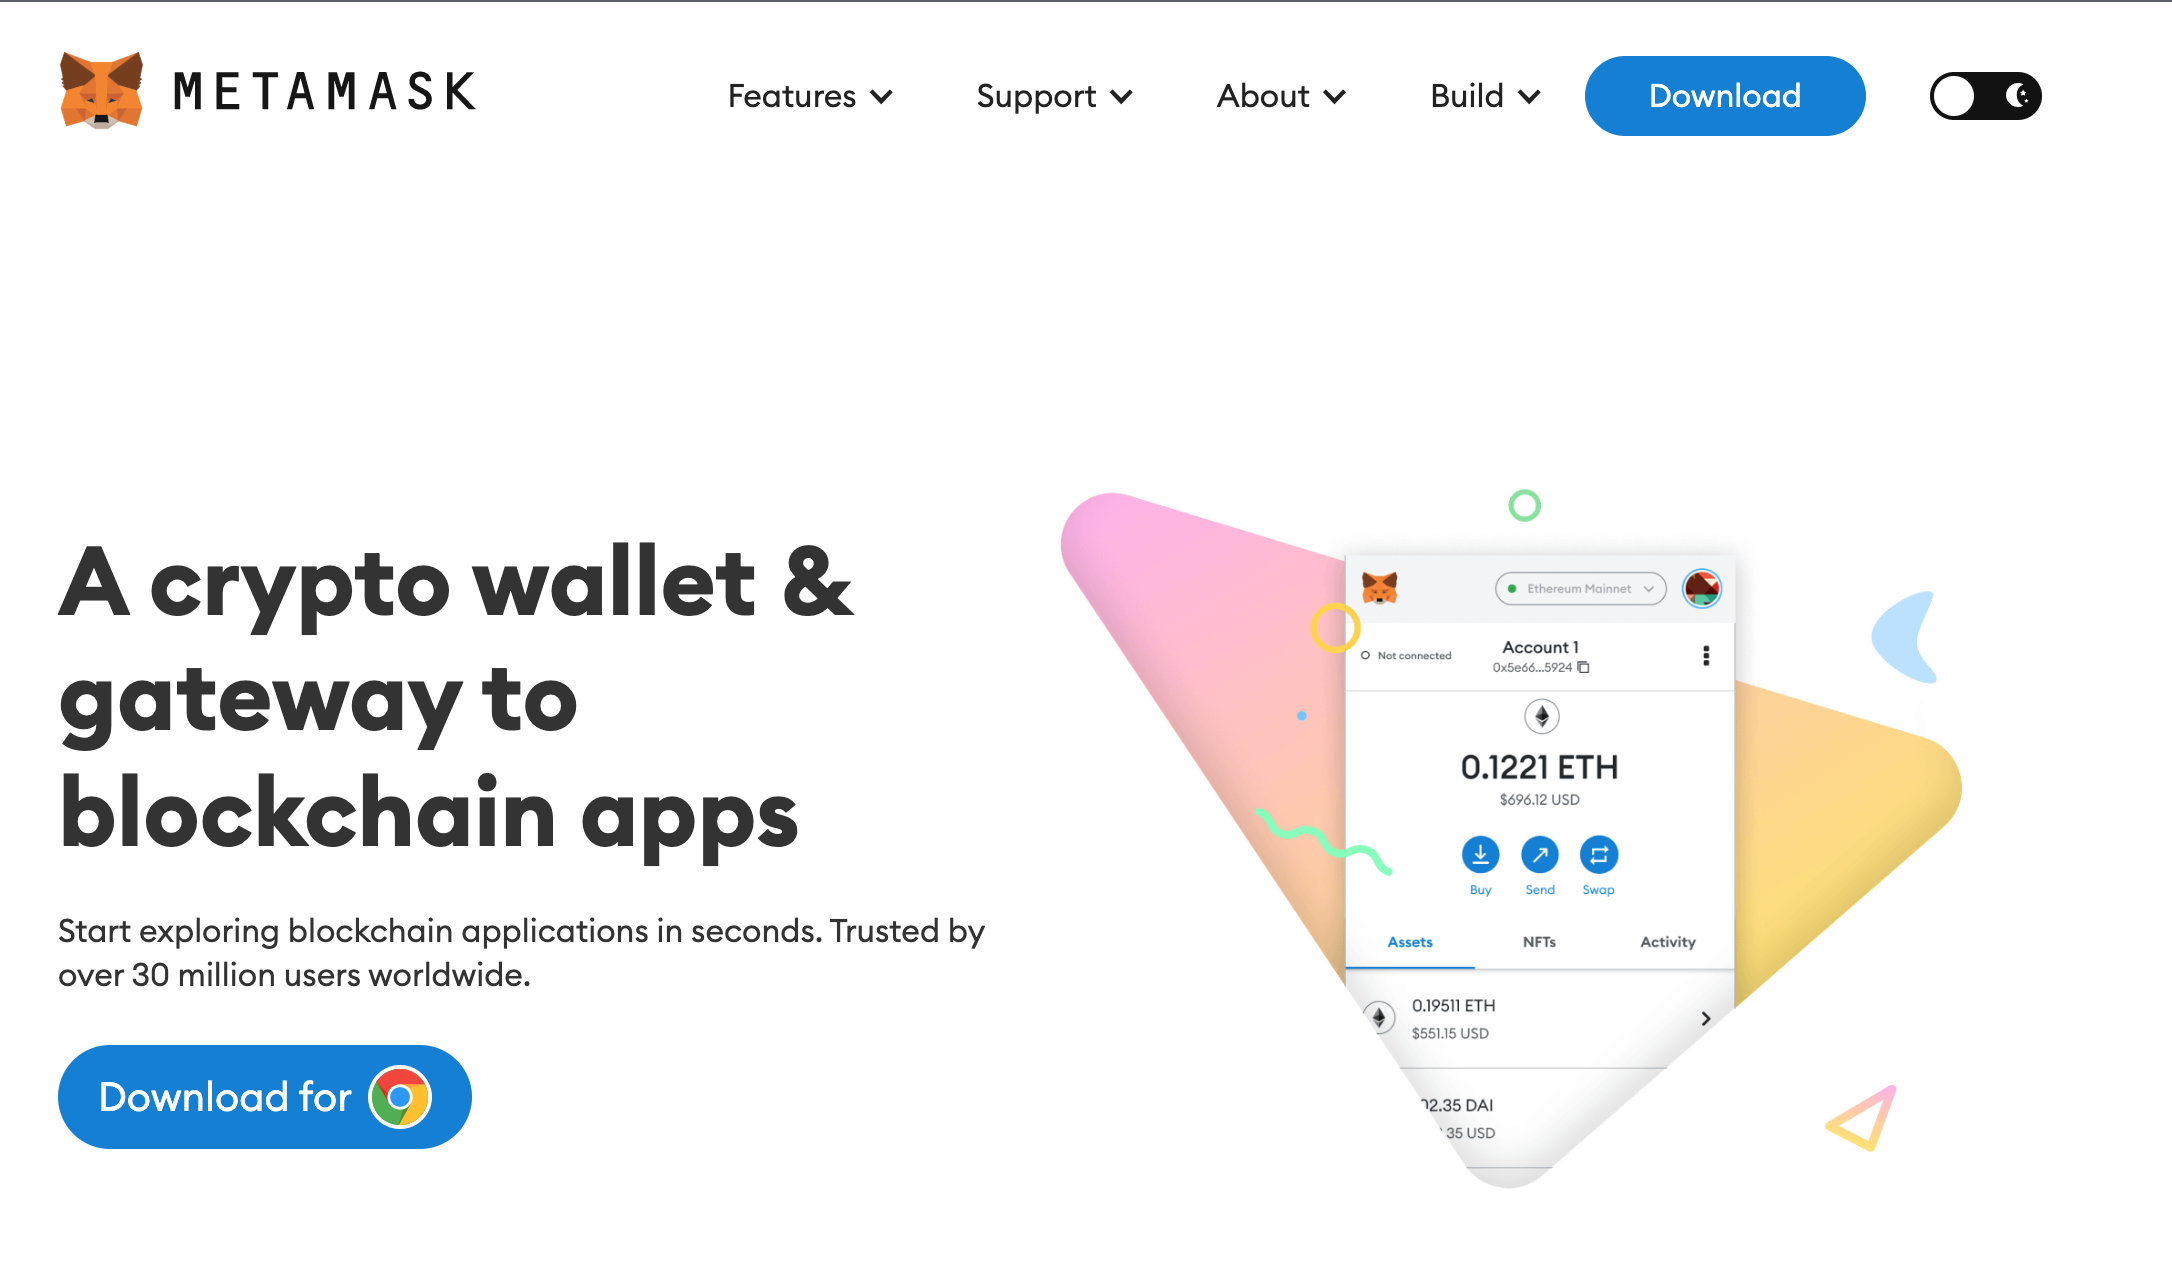 METAMASK
Features
Support
About
Build
Download
A crypto wallet &
gateway to
blockchain apps
Start exploring blockchain applications in seconds. Trusted by
over 30 million users worldwide.
Download for
Ethereum Mainnet
Not connected
Account 1
0x5e66...5924
0.1221 ETH
$696.12 USD
Buy
Send
Swap
Assets
NFTs
Activity
0.19511 ETH
$551.15 USD
02.35 DAI
.35 USD